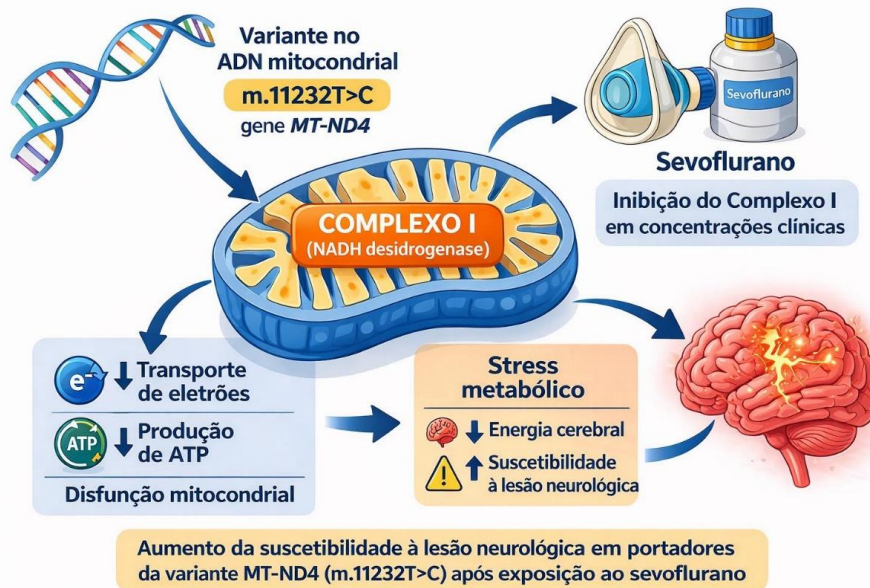 Variante no
ADN mitocondrial
m.11232T>C
gene MT-ND4
Sevoflurano
Sevoflurano
Inibição do Complexo I
em concentrações clínicas
COMPLEXO I
(NADH desidrogenase)
e-
Transporte
de eletrões
ATP
Produção
de ATP
Disfunção mitocondrial
Stress
metabólico
Energia cerebral
Suscetibilidade
à lesão neurológica
Aumento da suscetibilidade à lesão neurológica em portadores
da variante MT-ND4 (m.11232T>C) após exposição ao sevoflurano